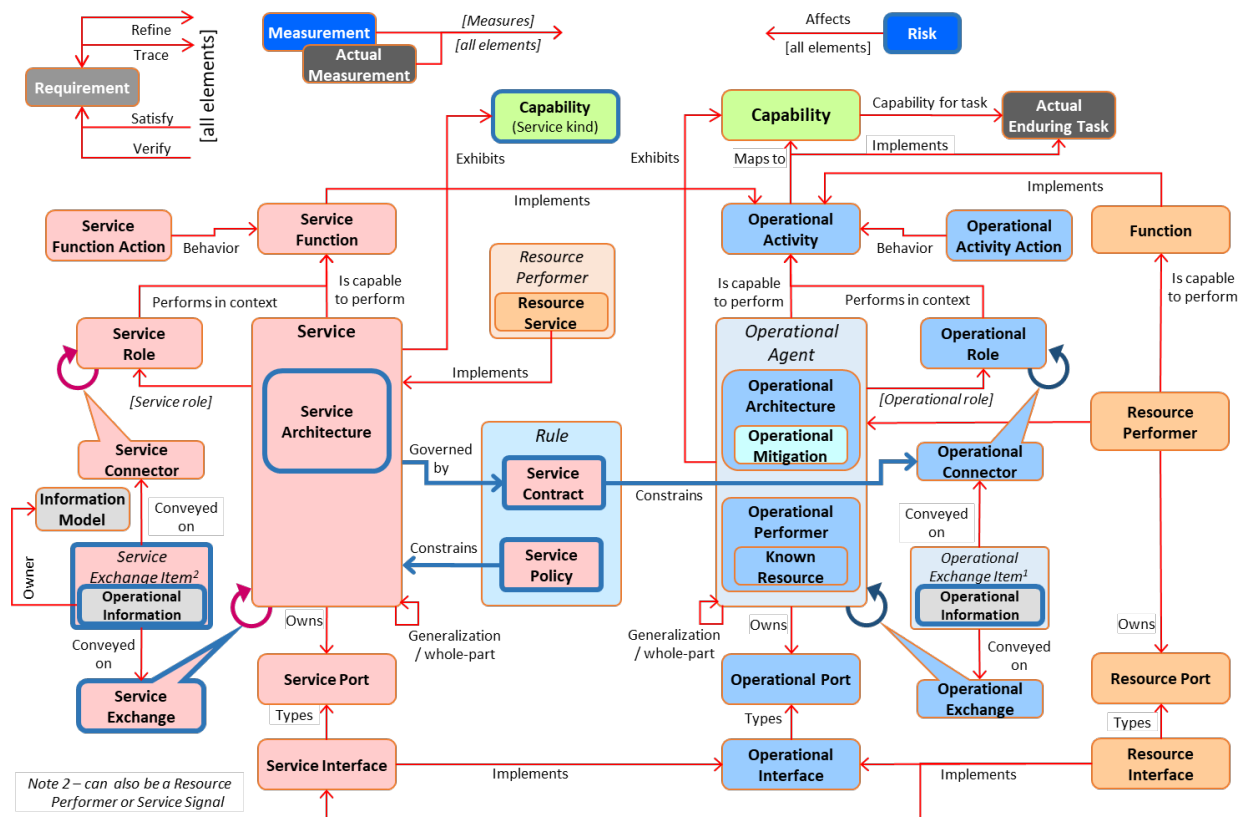 Refine
Trace
Requirement
Satisfy
Verify
[all elements]
Measurement
Actual
Measurement
[Measures]
[all elements]
Affects
[all elements]
Risk
Capability
(Service kind)
Exhibits
Capability
Capability for task
Actual
Enduring Task
Exhibits
Maps to
Implements
Implements
Implements
Service
Function Action
Behavior
Service
Function
Operational
Activity
Behavior
Operational
Activity Action
Function
Performs in context
Is capable
to perform
Resource
Performer
Resource
Service
Is capable
to perform
Performs in context
Is capable
to perform
Service
Role
[Service role]
Service
Service
Architecture
Implements
Operational
Agent
Operational
Architecture
Operational
Mitigation
Operational
Role
[Operational role]
Resource
Performer
Service
Connector
Governed
by
Rule
Service
Contract
Constrains
Operational
Connector
Information
Model
Conveyed
on
Owner
Service
Exchange Item²
Operational
Information
Constrains
Service
Policy
Operational
Performer
Known
Resource
Conveyed
on
Operational
Exchange Item¹
Operational
Information
Conveyed
on
Owns
Generalization
/ whole-part
Generalization
/ whole-part
Owns
Conveyed
on
Owns
Service
Exchange
Service Port
Operational Port
Operational
Exchange
Resource Port
Types
Types
Types
Service Interface
Implements
Operational
Interface
Implements
Resource
Interface
Note 2 – can also be a Resource
Performer or Service Signal